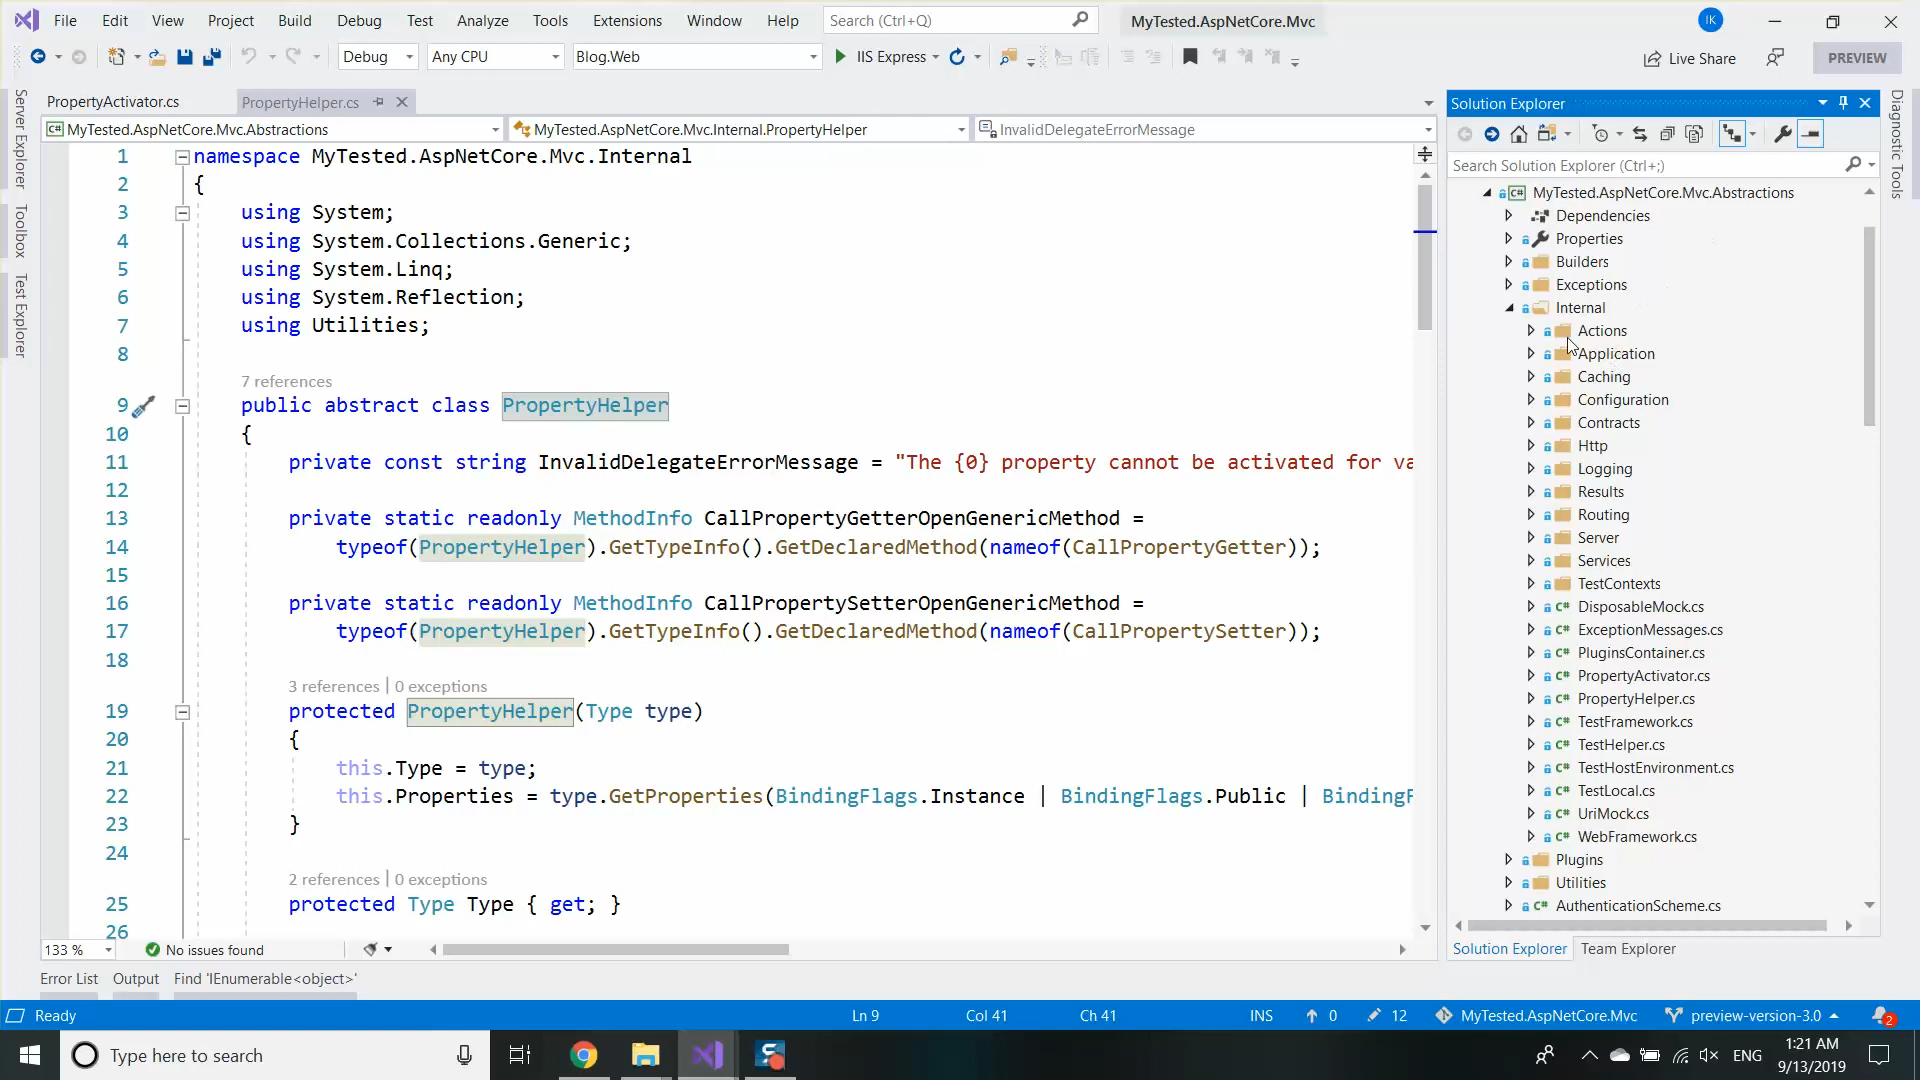 File Edit View Project Build Debug Test Analyze Tools Extensions Window Help Search (Ctrl+Q) MyTested.AspNetCore.Mvc IK
Debug Any CPU Blog.Web IIS Express Live Share PREVIEW
Server Explorer
Toolbox
Test Explorer
PropertyActivator.cs PropertyHelper.cs
MyTested.AspNetCore.Mvc.Abstractions MyTested.AspNetCore.Mvc.Internal.PropertyHelper InvalidDelegateErrorMessage
1 namespace MyTested.AspNetCore.Mvc.Internal
2 {
3 using System;
4 using System.Collections.Generic;
5 using System.Linq;
6 using System.Reflection;
7 using Utilities;
8
7 references
9 public abstract class PropertyHelper
10 {
11 private const string InvalidDelegateErrorMessage = "The {0} property cannot be activated for va
12
13 private static readonly MethodInfo CallPropertyGetterOpenGenericMethod =
14 typeof(PropertyHelper).GetTypeInfo().GetDeclaredMethod(nameof(CallPropertyGetter));
15
16 private static readonly MethodInfo CallPropertySetterOpenGenericMethod =
17 typeof(PropertyHelper).GetTypeInfo().GetDeclaredMethod(nameof(CallPropertySetter));
18
3 references | 0 exceptions
19 protected PropertyHelper(Type type)
20 {
21 this.Type = type;
22 this.Properties = type.GetProperties(BindingFlags.Instance | BindingFlags.Public | BindingF
23 }
24
2 references | 0 exceptions
25 protected Type Type { get; }
26
133 % No issues found
Error List Output Find 'IEnumerable<object>'
Solution Explorer
Search Solution Explorer (Ctrl+;)
C# MyTested.AspNetCore.Mvc.Abstractions
Dependencies
Properties
Builders
Exceptions
Internal
Actions
Application
Caching
Configuration
Contracts
Http
Logging
Results
Routing
Server
Services
TestContexts
C# DisposableMock.cs
C# ExceptionMessages.cs
C# PluginsContainer.cs
C# PropertyActivator.cs
C# PropertyHelper.cs
C# TestFramework.cs
C# TestHelper.cs
C# TestHostEnvironment.cs
C# TestLocal.cs
C# UriMock.cs
C# WebFramework.cs
Plugins
Utilities
C# AuthenticationScheme.cs
Solution Explorer Team Explorer
Diagnostic Tools
Ready Ln 9 Col 41 Ch 41 INS 0 12 MyTested.AspNetCore.Mvc preview-version-3.0 2
Type here to search ENG 1:21 AM
9/13/2019